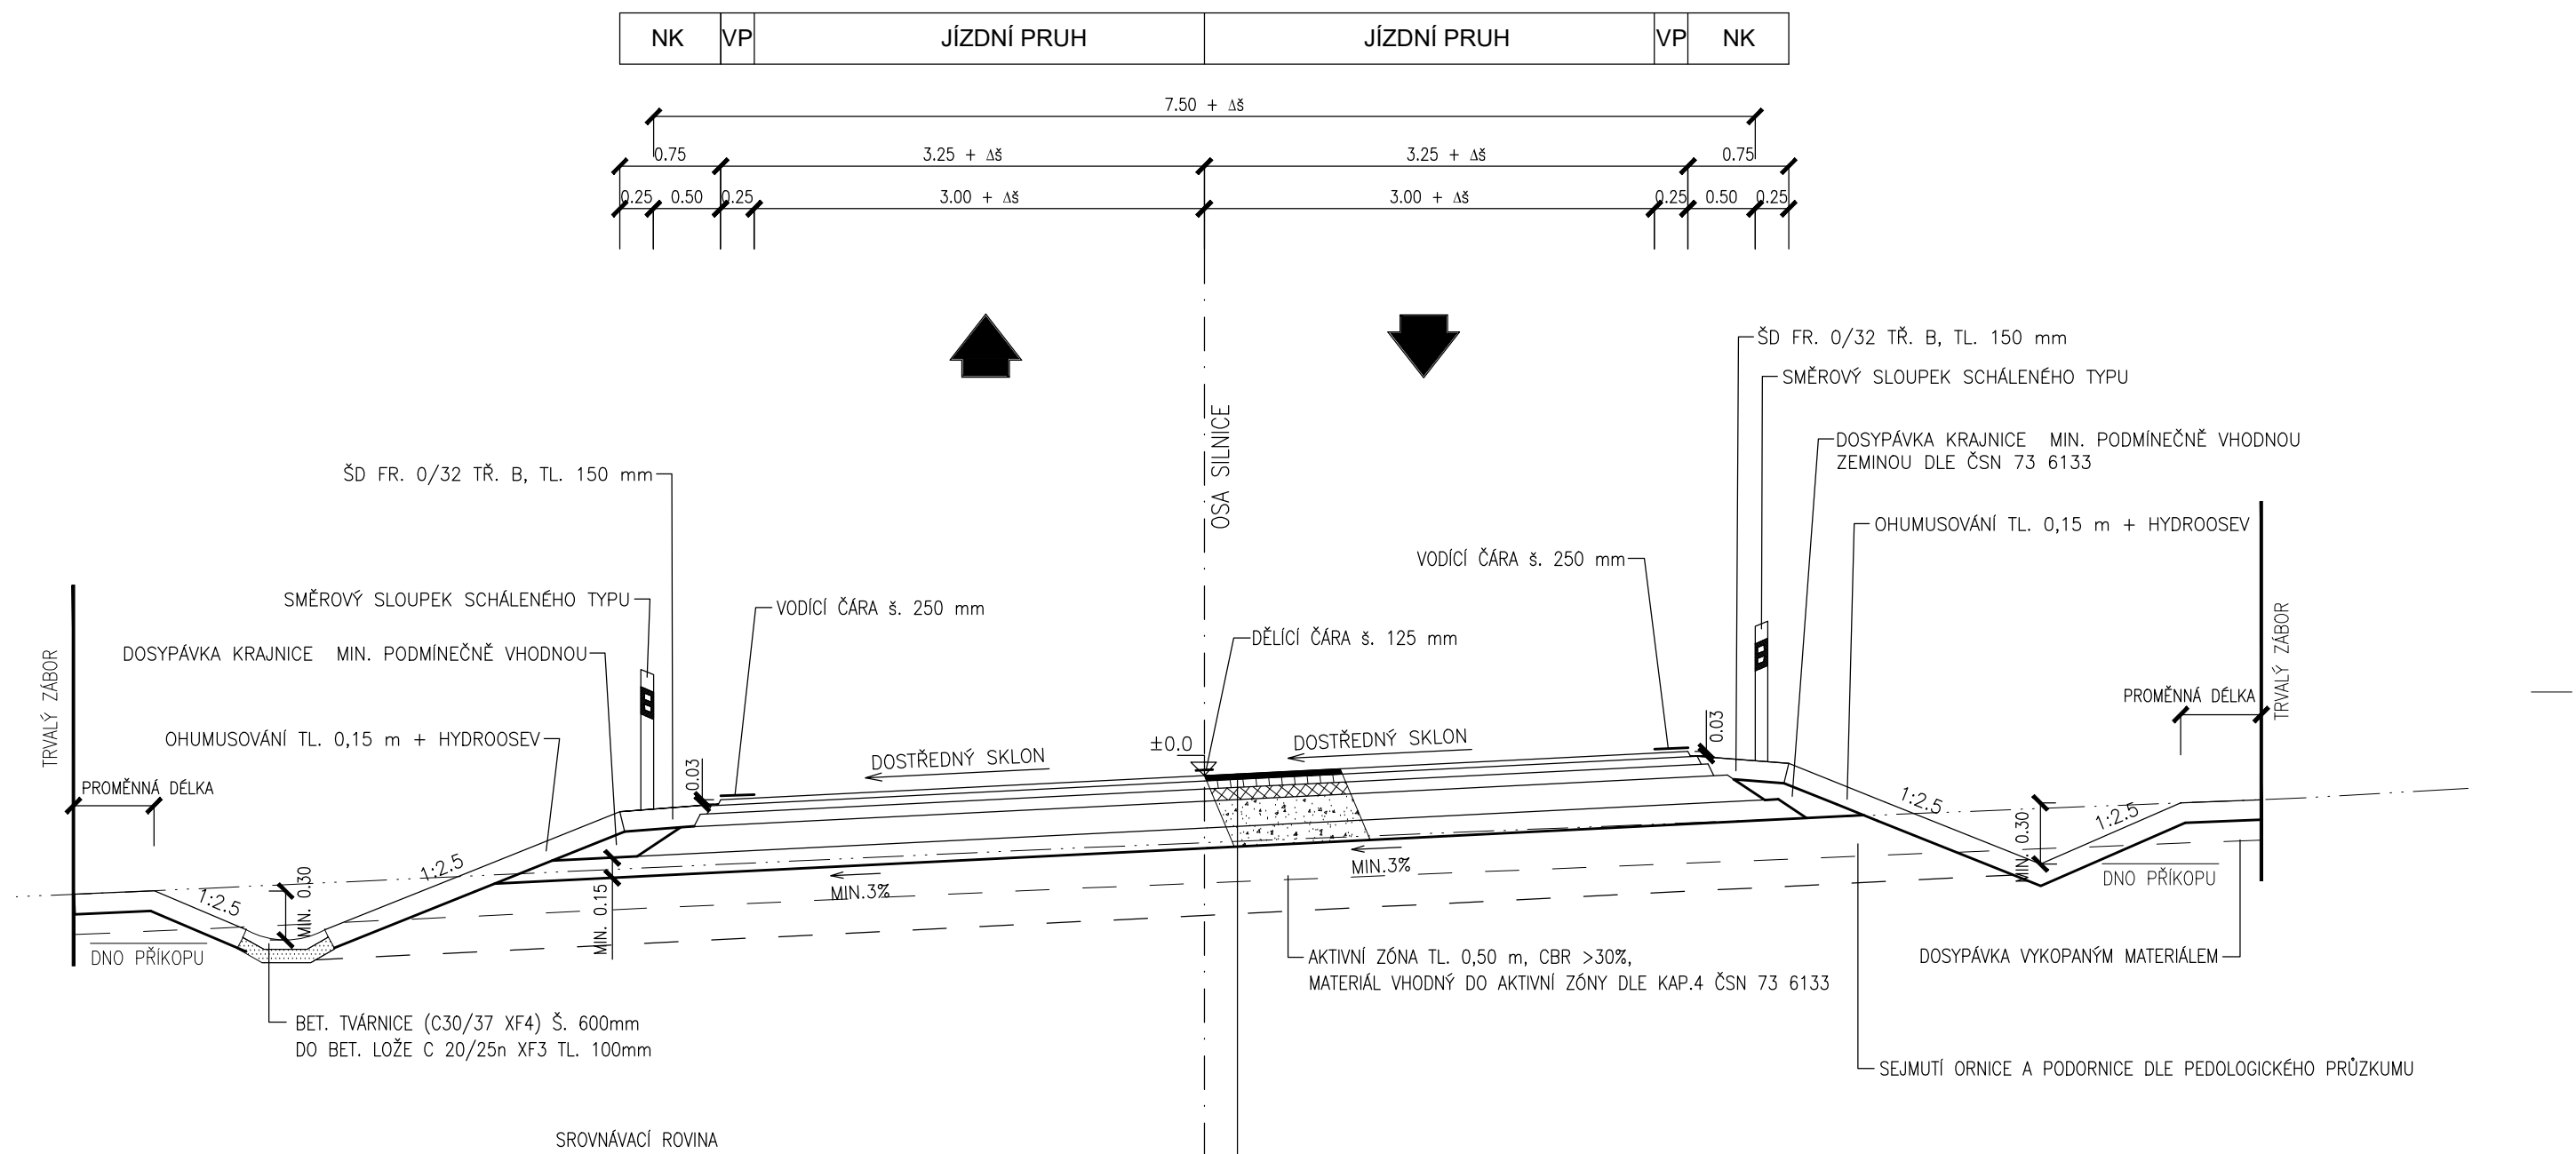 NK VP JÍZDNÍ PRUH JÍZDNÍ PRUH VP NK
7.50 + Δš
0.75 3.25 + Δš 3.25 + Δš 0.75
0.25 0.50 0.25 3.00 + Δš 3.00 + Δš 0.25 0.50 0.25
ŠD FR. 0/32 TŘ. B, TL. 150 mm
SMĚROVÝ SLOUPEK SCHÁLENÉHO TYPU
DOSYPÁVKA KRAJNICE MIN. PODMÍNEČNĚ VHODNOU
ZEMINOU DLE ČSN 73 6133
OSA SILNICE
ŠD FR. 0/32 TŘ. B, TL. 150 mm
OHUMUSOVÁNÍ TL. 0,15 m + HYDROOSEV
VODÍCÍ ČÁRA š. 250 mm
SMĚROVÝ SLOUPEK SCHÁLENÉHO TYPU
VODÍCÍ ČÁRA š. 250 mm
DĚLÍCÍ ČÁRA š. 125 mm
DOSYPÁVKA KRAJNICE MIN. PODMÍNEČNĚ VHODNOU
TRVALÝ ZÁBOR
TRVALÝ ZÁBOR
PROMĚNNÁ DÉLKA
OHUMUSOVÁNÍ TL. 0,15 m + HYDROOSEV
0.03
±0.0
DOSTŘEDNÝ SKLON
DOSTŘEDNÝ SKLON
0.03
PROMĚNNÁ DÉLKA
1:2.5
1:2.5
MIN. 0.30
1:2.5
1:2.5
MIN. 0.30
MIN. 0.15
MIN.3%
MIN.3%
DNO PŘÍKOPU
DNO PŘÍKOPU
AKTIVNÍ ZÓNA TL. 0,50 m, CBR >30%,
MATERIÁL VHODNÝ DO AKTIVNÍ ZÓNY DLE KAP.4 ČSN 73 6133
DOSYPÁVKA VYKOPANÝM MATERIÁLEM
BET. TVÁRNICE (C30/37 XF4) Š. 600mm
DO BET. LOŽE C 20/25n XF3 TL. 100mm
SEJMUTÍ ORNICE A PODORNICE DLE PEDOLOGICKÉHO PRŮZKUMU
SROVNÁVACÍ ROVINA